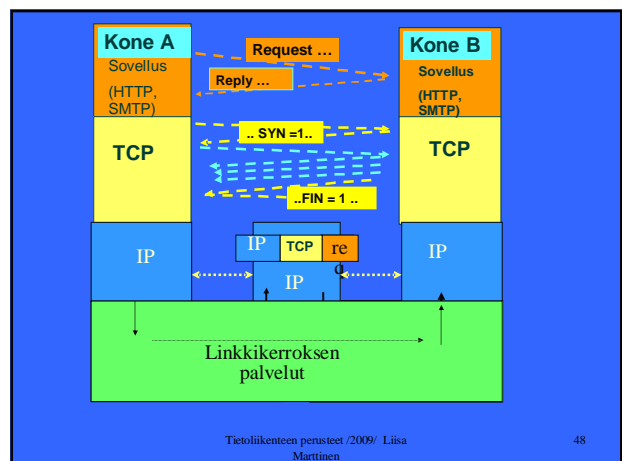 Kone A
Sovellus
(HTTP,
SMTP)
Request …
Reply …
Kone B
Sovellus
(HTTP,
SMTP)
TCP
.. SYN =1..
..FIN = 1 ..
TCP
IP
IP
TCP
re
q
IP
IP
Linkkikerroksen
palvelut
Tietoliikenteen perusteet /2009/ Liisa
Marttinen
48